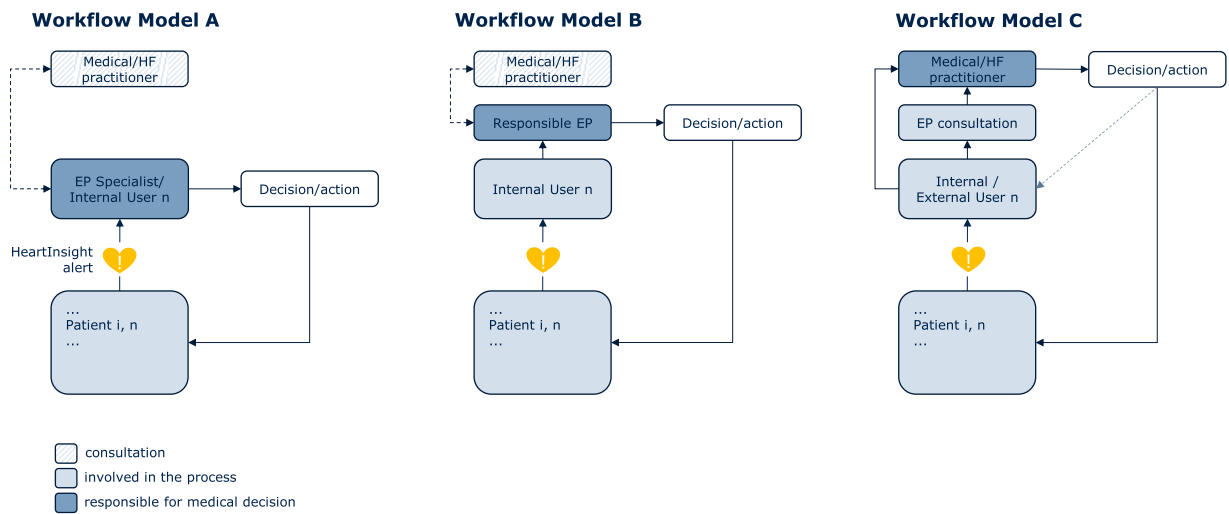 Workflow Model A
Medical/HF
practitioner
EP Specialist/
Internal User n
Decision/action
HeartInsight
alert
!
...
Patient i, n
...
Workflow Model B
Medical/HF
practitioner
Responsible EP
Decision/action
Internal User n
!
...
Patient i, n
...
Workflow Model C
Medical/HF
practitioner
Decision/action
EP consultation
Internal /
External User n
!
...
Patient i, n
...
consultation
involved in the process
responsible for medical decision